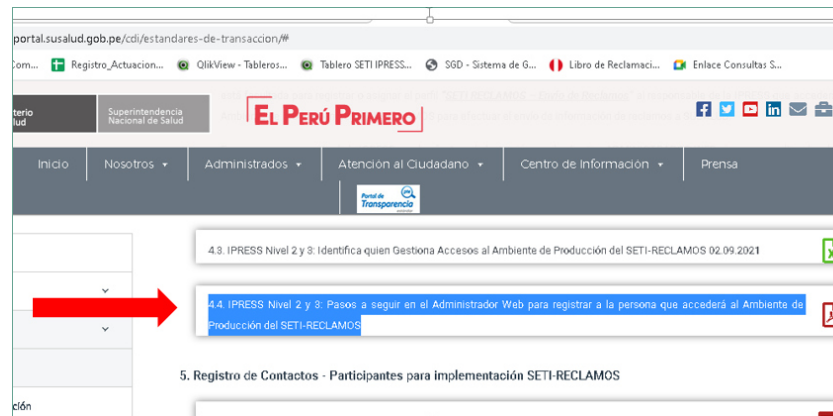 portal.susalud.gob.pe/cdi/estandares-de-transaccion/#
Com... Registro_Actuacion... QlikView - Tableros... Tablero SETI IPRESS... SGD - Sistema de G... Libro de Reclamaci... Enlace Consultas S...
terio
lud
Superintendencia
Nacional de Salud
EL PERÚ PRIMERO
Inicio Nosotros Administrados Atención al Ciudadano Centro de Información Prensa
Portal de
Transparencia
4.3. IPRESS Nivel 2 y 3: Identifica quien Gestiona Accesos al Ambiente de Producción del SETI-RECLAMOS 02.09.2021
4.4. IPRESS Nivel 2 y 3: Pasos a seguir en el Administrador Web para registrar a la persona que accederá al Ambiente de
Producción del SETI-RECLAMOS
5. Registro de Contactos - Participantes para implementación SETI-RECLAMOS
ción